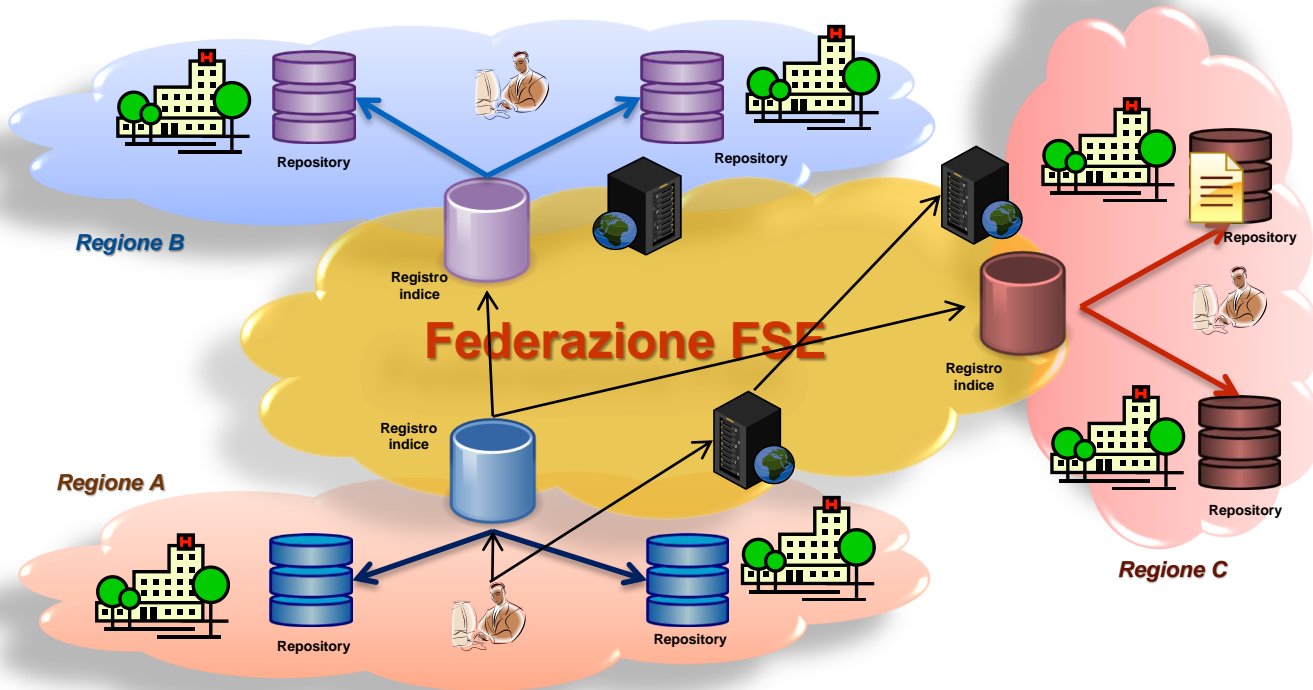 H
H
H
Repository
Repository
Repository
Regione B
Registro
indice
Federazione FSE
Registro
indice
Registro
indice
H
Regione A
H
H
Repository
Regione C
Repository
Repository